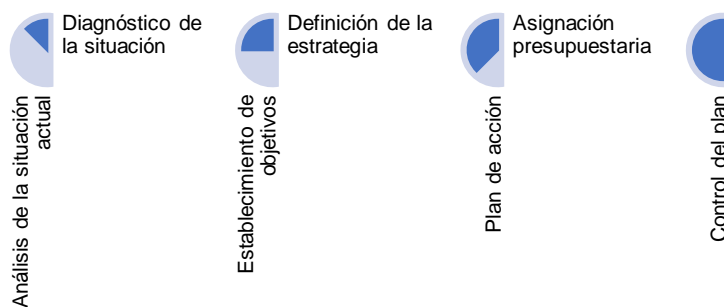 Diagnóstico de
la situación
Análisis de la situación
actual
Definición de la
estrategia
Establecimiento de
objetivos
Asignación
presupuestaria
Plan de acción
Control del plan